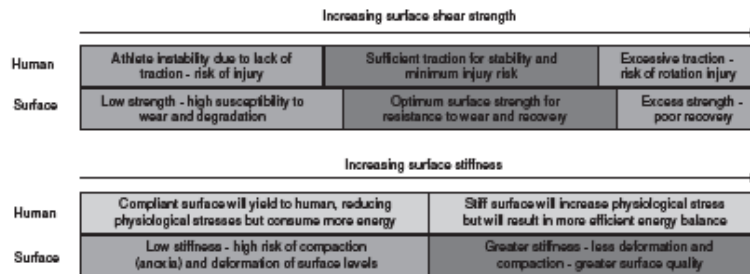 Increasing surface shear strength
Human
Athlete instability due to lack of
traction - risk of injury
Sufficient traction for stability and
minimum injury risk
Excessive traction -
risk of rotation injury
Surface
Low strength - high susceptibility to
wear and degradation
Optimum surface strength for
resistance to wear and recovery
Excess strength -
poor recovery
Increasing surface stiffness
Human
Compliant surface will yield to human, reducing
physiological stresses but consume more energy
Stiff surface will increase physiological stress
but will result in more efficient energy balance
Surface
Low stiffness - high risk of compaction
(anoxia) and deformation of surface levels
Greater stiffness - less deformation and
compaction - greater surface quality